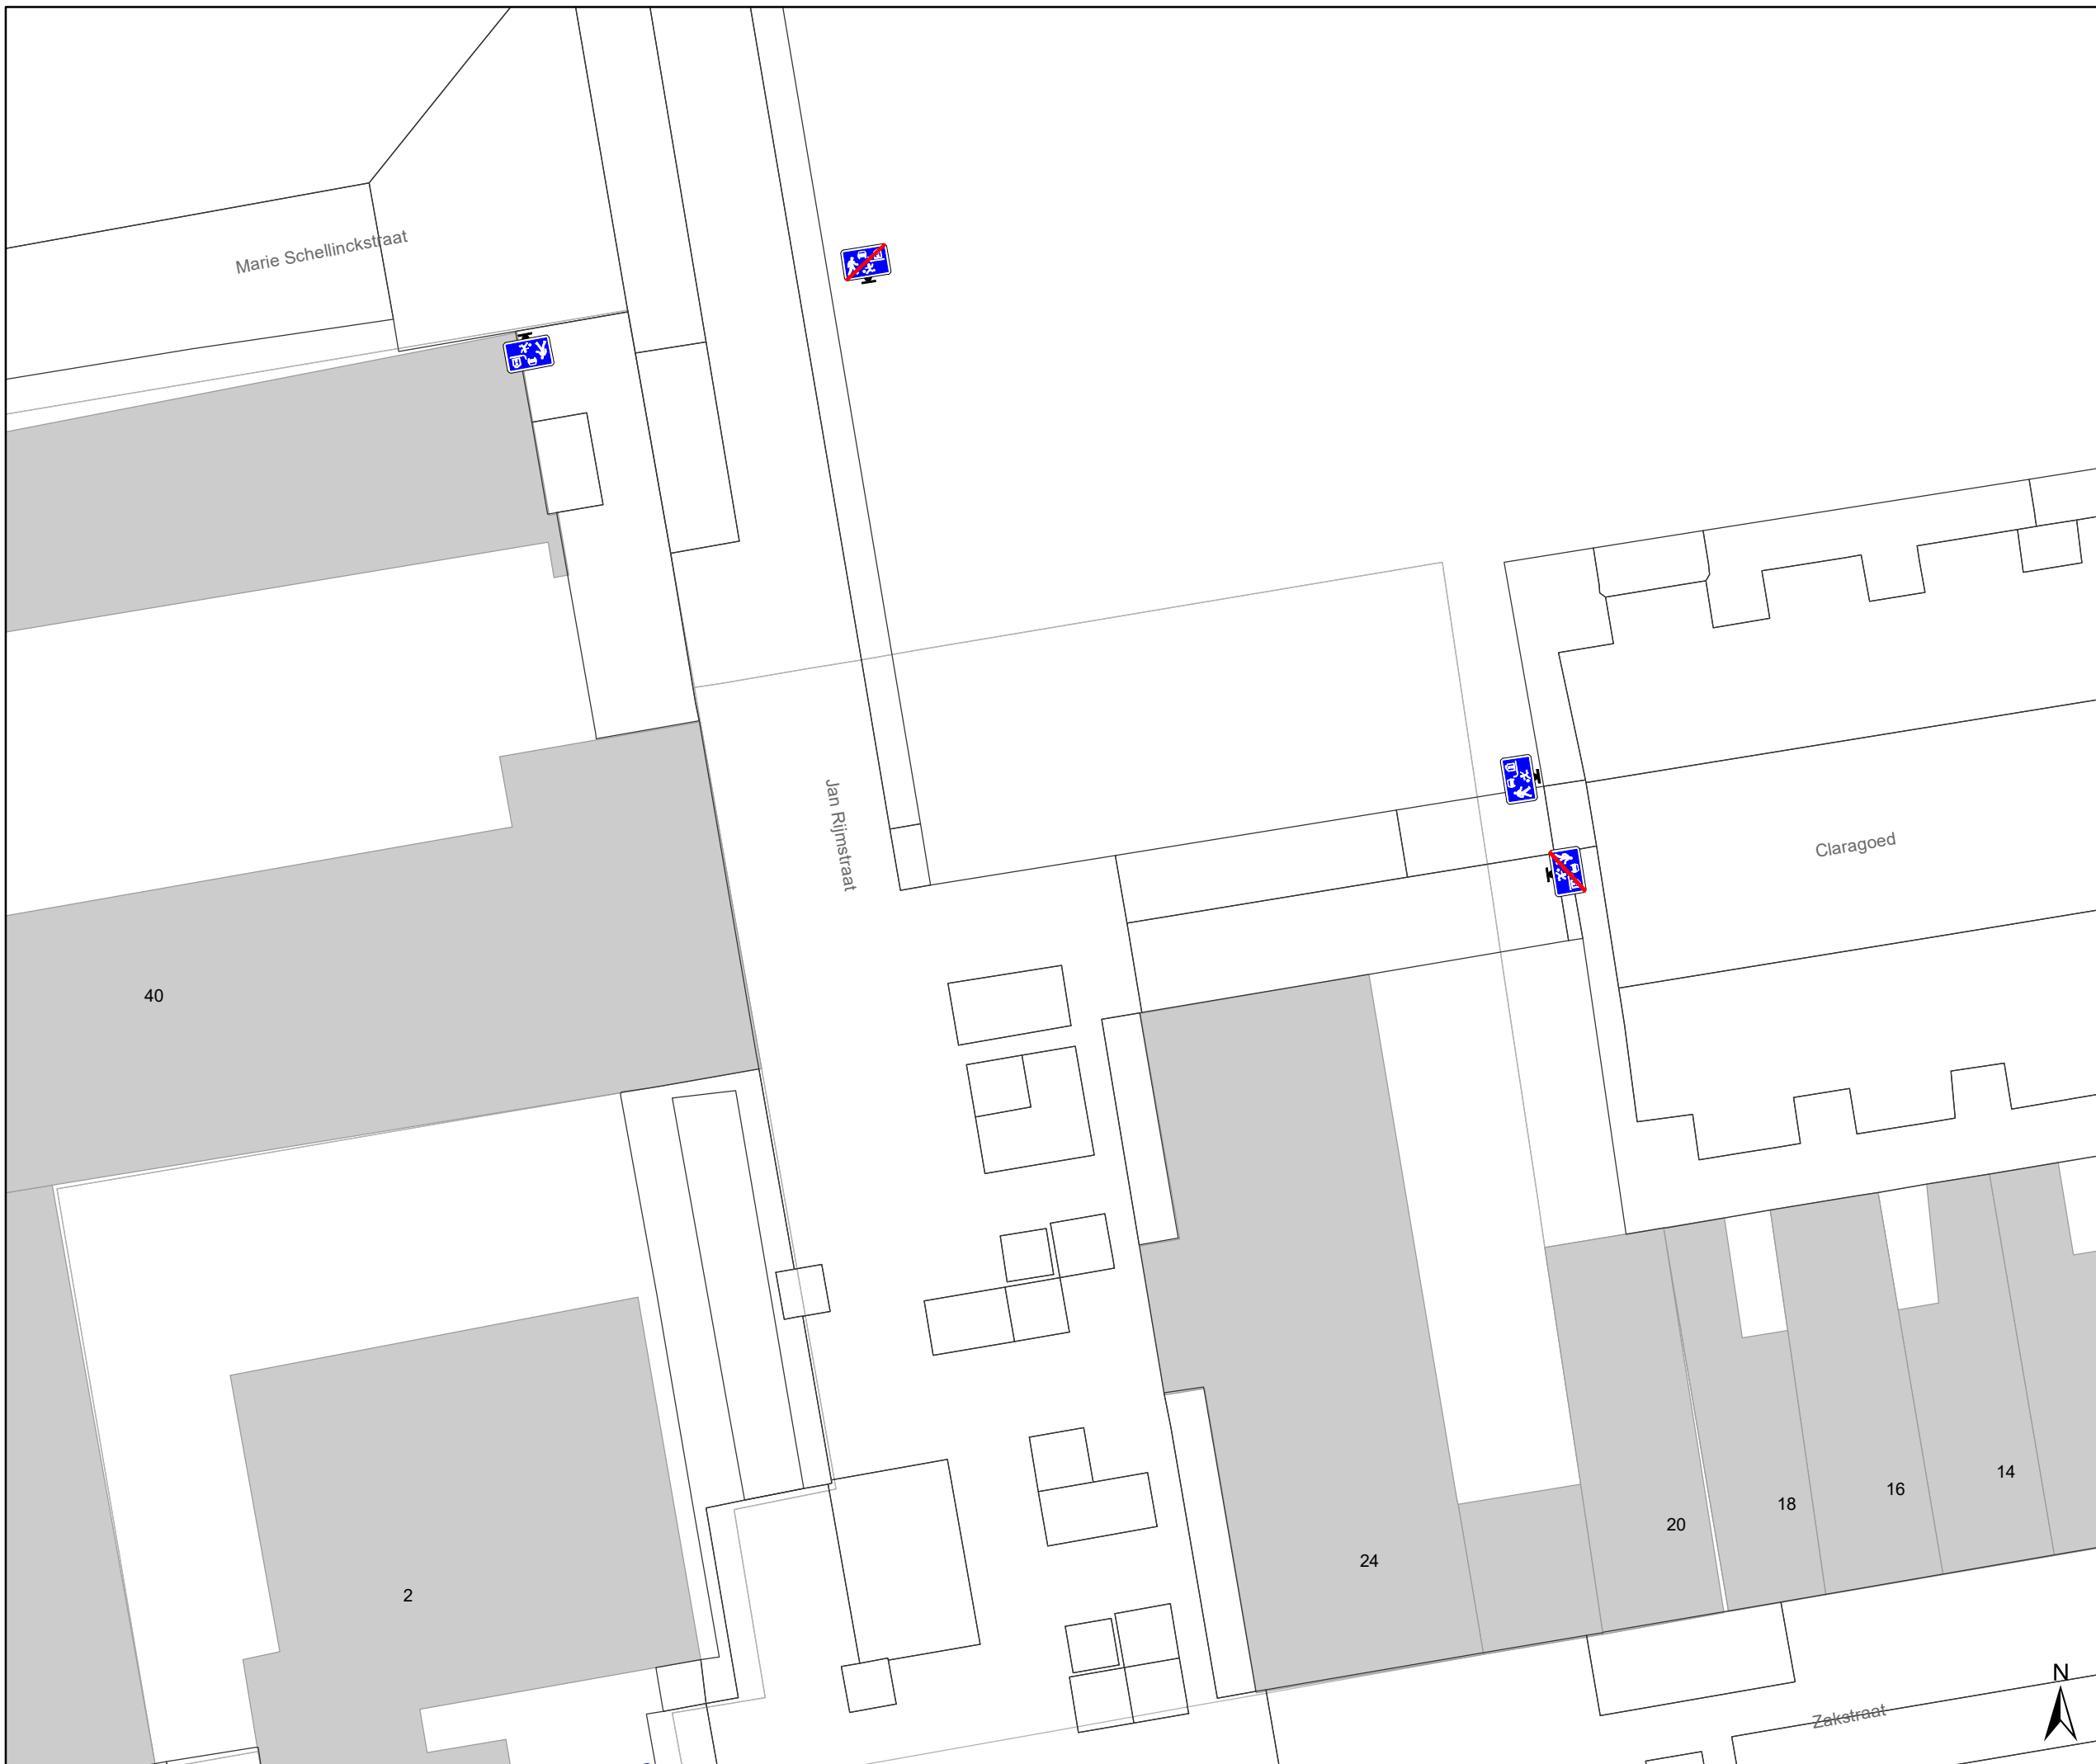 Marie Schellinckstraat
Jan Rijmstraat
Claragoed
40
14
16
18
20
24
2
N
Zakstraat